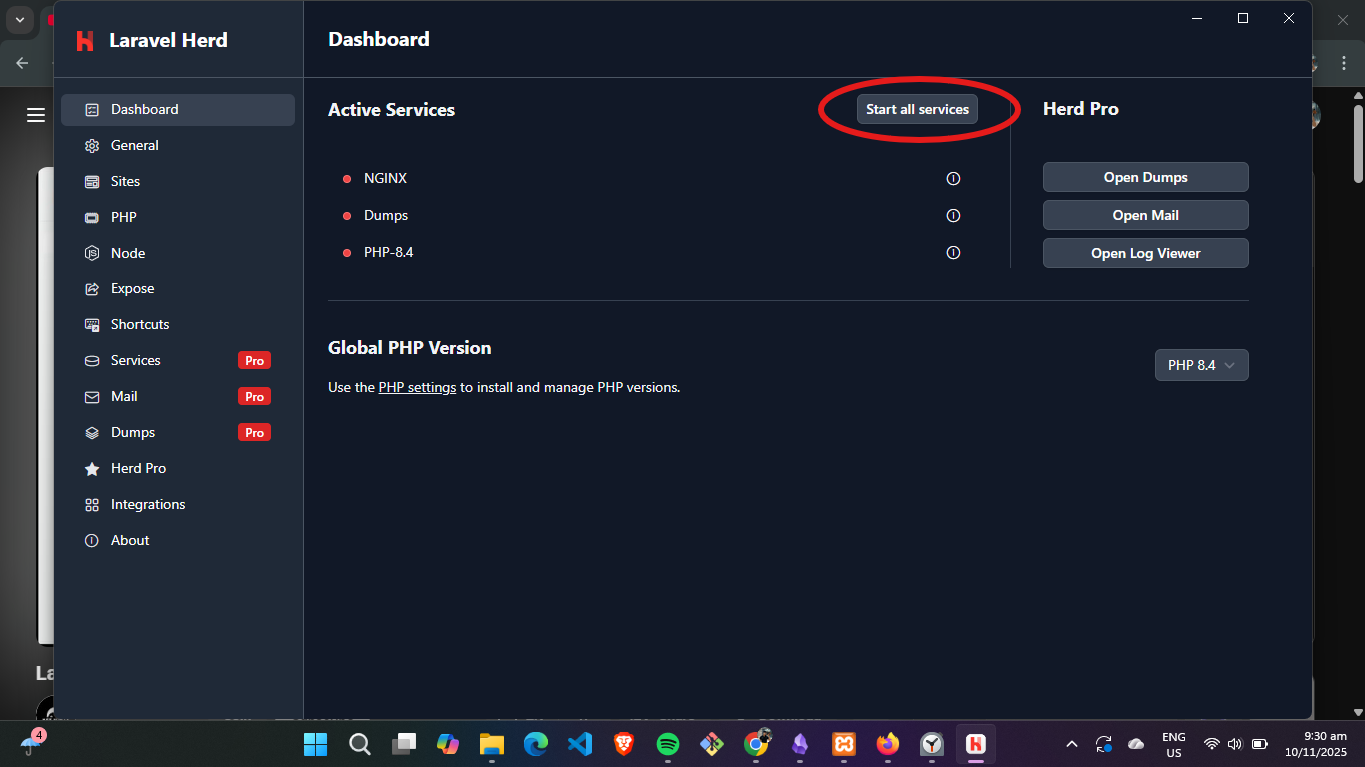 Laravel Herd
Dashboard
Dashboard
General
Sites
PHP
Node
Expose
Shortcuts
Services Pro
Mail Pro
Dumps Pro
Herd Pro
Integrations
About
Active Services
Start all services
NGINX
Dumps
PHP-8.4
Herd Pro
Open Dumps
Open Mail
Open Log Viewer
Global PHP Version
PHP 8.4
Use the PHP settings to install and manage PHP versions.
La
4
ENG
US
9:30 am
10/11/2025